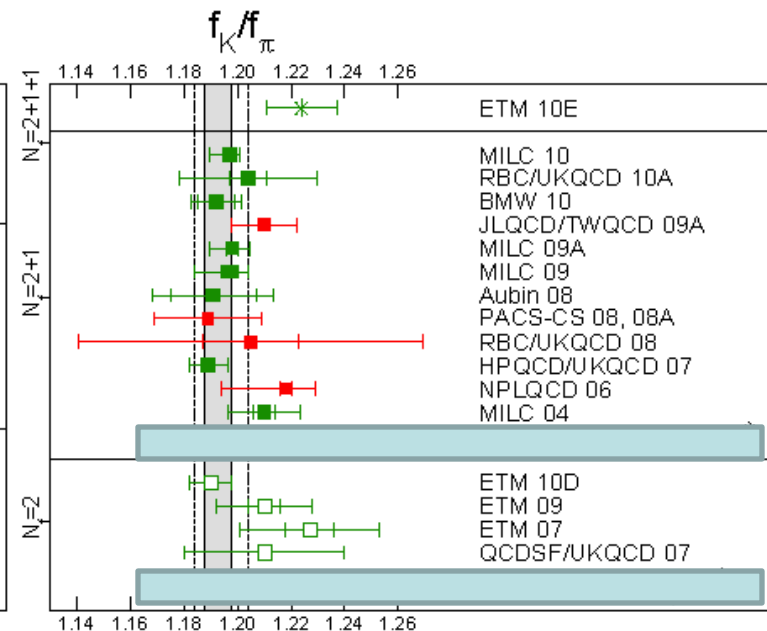 f_K/f_π
1.14 1.16 1.18 1.20 1.22 1.24 1.26
N_f=2+1+1
ETM 10E
N_f=2+1
MILC 10
RBC/UKQCD 10A
BMW 10
JLQCD/TWQCD 09A
MILC 09A
MILC 09
Aubin 08
PACS-CS 08, 08A
RBC/UKQCD 08
HPQCD/UKQCD 07
NPLQCD 06
MILC 04
N_f=2
ETM 10D
ETM 09
ETM 07
QCDSF/UKQCD 07
1.14 1.16 1.18 1.20 1.22 1.24 1.26